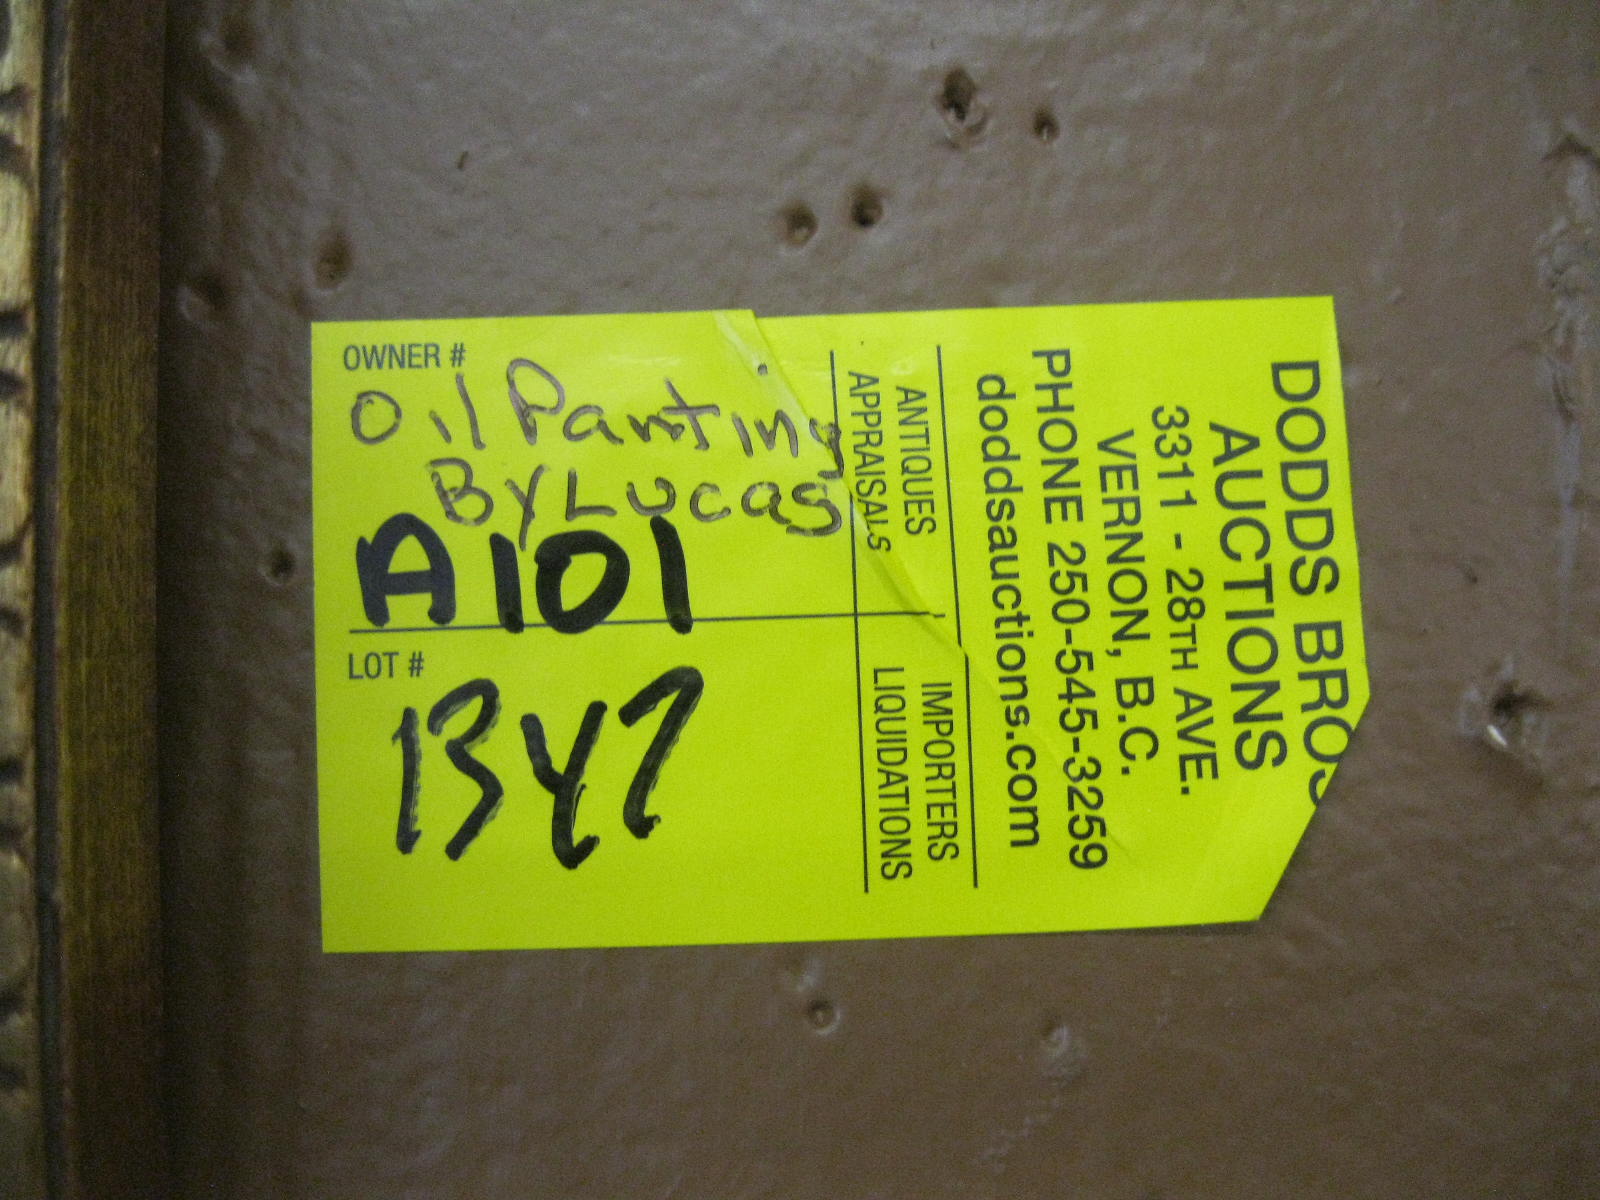 DODDS BROS
AUCTIONS
3311 - 28TH AVE.
VERNON, B.C.
PHONE 250-545-3259
doddsauctions.com
ANTIQUES
APPRAISALS
IMPORTERS
LIQUIDATIONS
OWNER #
Oil Panting
By Lucas
A101
LOT #
1347